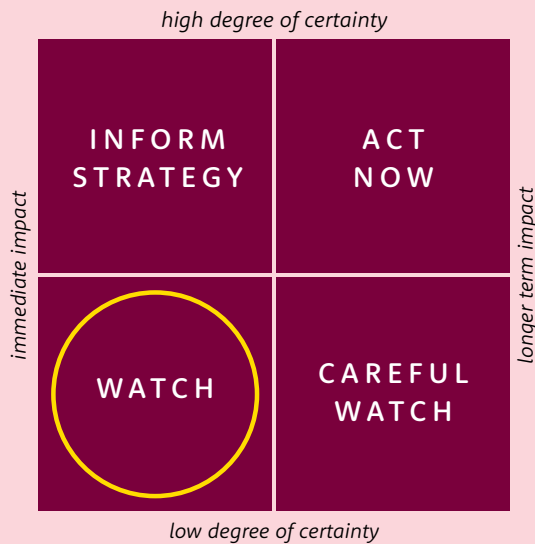 high degree of certainty
immediate impact
INFORM
STRATEGY
ACT
NOW
longer term impact
WATCH
CAREFUL
WATCH
low degree of certainty